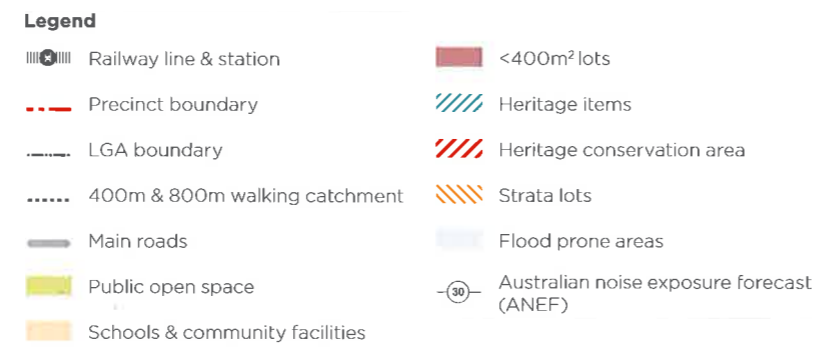 Legend
Railway line & station
Precinct boundary
LGA boundary
400m & 800m walking catchment
Main roads
Public open space
Schools & community facilities
<400m² lots
Heritage items
Heritage conservation area
Strata lots
Flood prone areas
30
Australian noise exposure forecast
(ANEF)